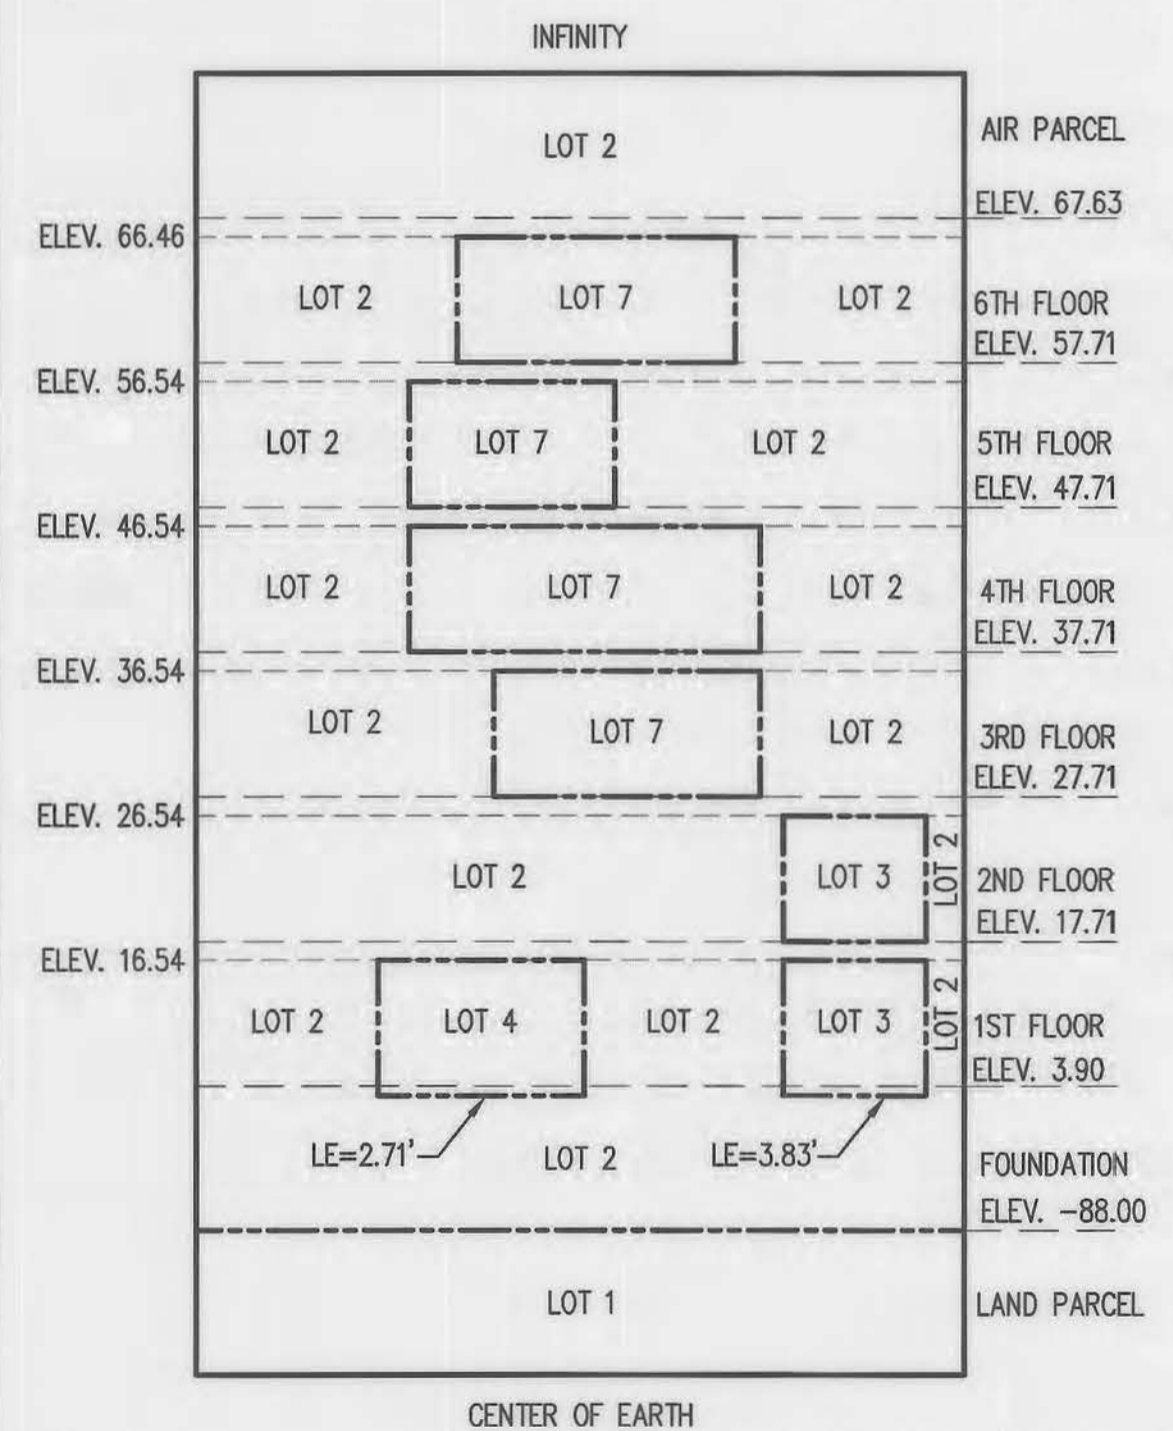 INFINITY
LOT 2
AIR PARCEL
ELEV. 67.63
ELEV. 66.46
LOT 2
LOT 7
LOT 2
6TH FLOOR
ELEV. 57.71
ELEV. 56.54
LOT 2
LOT 7
LOT 2
5TH FLOOR
ELEV. 47.71
ELEV. 46.54
LOT 2
LOT 7
LOT 2
4TH FLOOR
ELEV. 37.71
ELEV. 36.54
LOT 2
LOT 7
LOT 2
3RD FLOOR
ELEV. 27.71
ELEV. 26.54
LOT 2
LOT 3
LOT 2
2ND FLOOR
ELEV. 17.71
ELEV. 16.54
LOT 2
LOT 4
LOT 2
LOT 3
LOT 2
1ST FLOOR
ELEV. 3.90
LE=2.71'
LOT 2
LE=3.83'
FOUNDATION
ELEV. -88.00
LOT 1
LAND PARCEL
CENTER OF EARTH